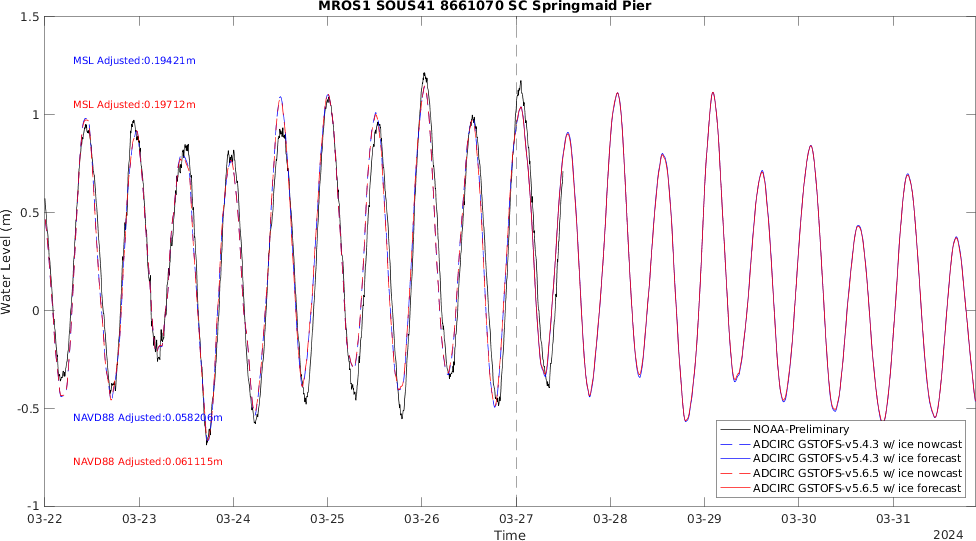 MROS1 SOUS41 8661070 SC Springmaid Pier
1.5
1
0.5
0
-0.5
-1
Water Level (m)
MSL Adjusted:0.19421m
MSL Adjusted:0.19712m
NAVD88 Adjusted:0.058206m
NAVD88 Adjusted:0.061115m
NOAA-Preliminary
ADCIRC GSTOFS-v5.4.3 w/ ice nowcast
ADCIRC GSTOFS-v5.4.3 w/ ice forecast
ADCIRC GSTOFS-v5.6.5 w/ ice nowcast
ADCIRC GSTOFS-v5.6.5 w/ ice forecast
03-22 03-23 03-24 03-25 03-26 03-27 03-28 03-29 03-30 03-31
Time
2024